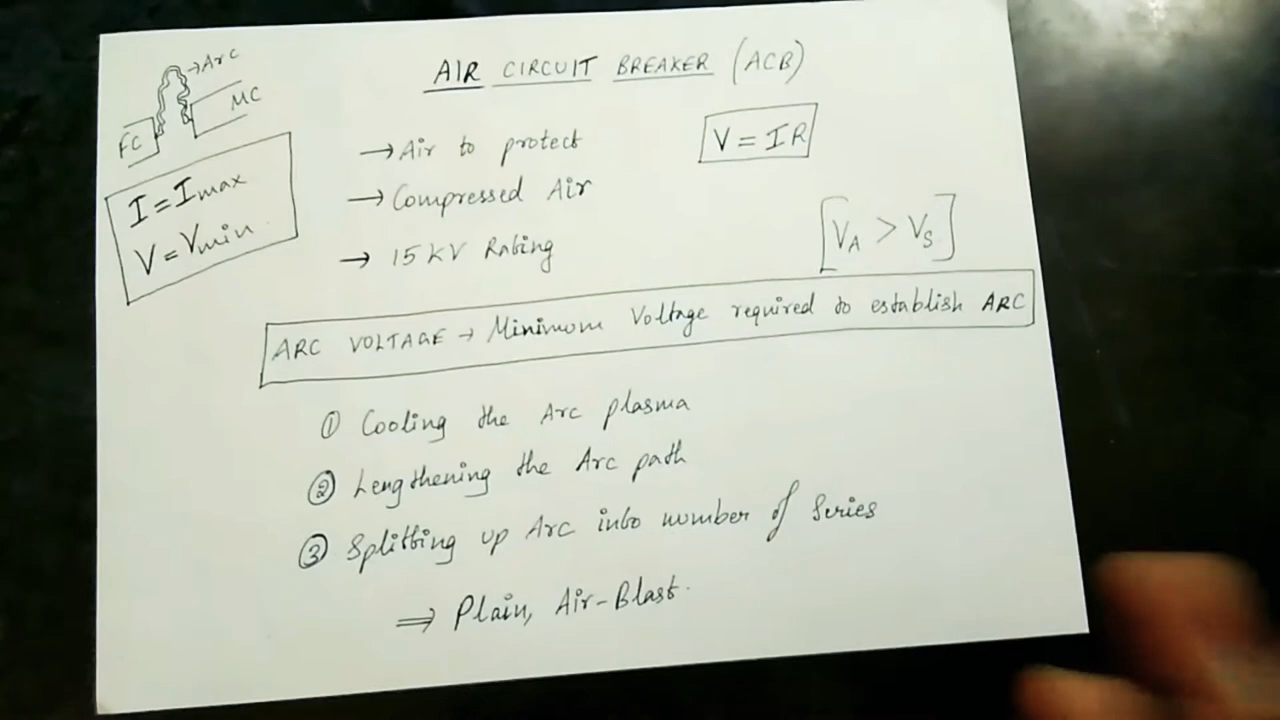 AIR CIRCUIT BREAKER (ACB)
→Arc
FC
MC
I = Imax
V = Vmin
→ Air to protect
→ Compressed Air
→ 15 kV Rating
V = IR
[VA > VS]
ARC VOLTAGE → Minimum Voltage required to establish ARC
① Cooling the Arc plasma
② Lengthening the Arc path
③ Splitting up Arc into number of Series
⇒ Plain, Air-Blast.